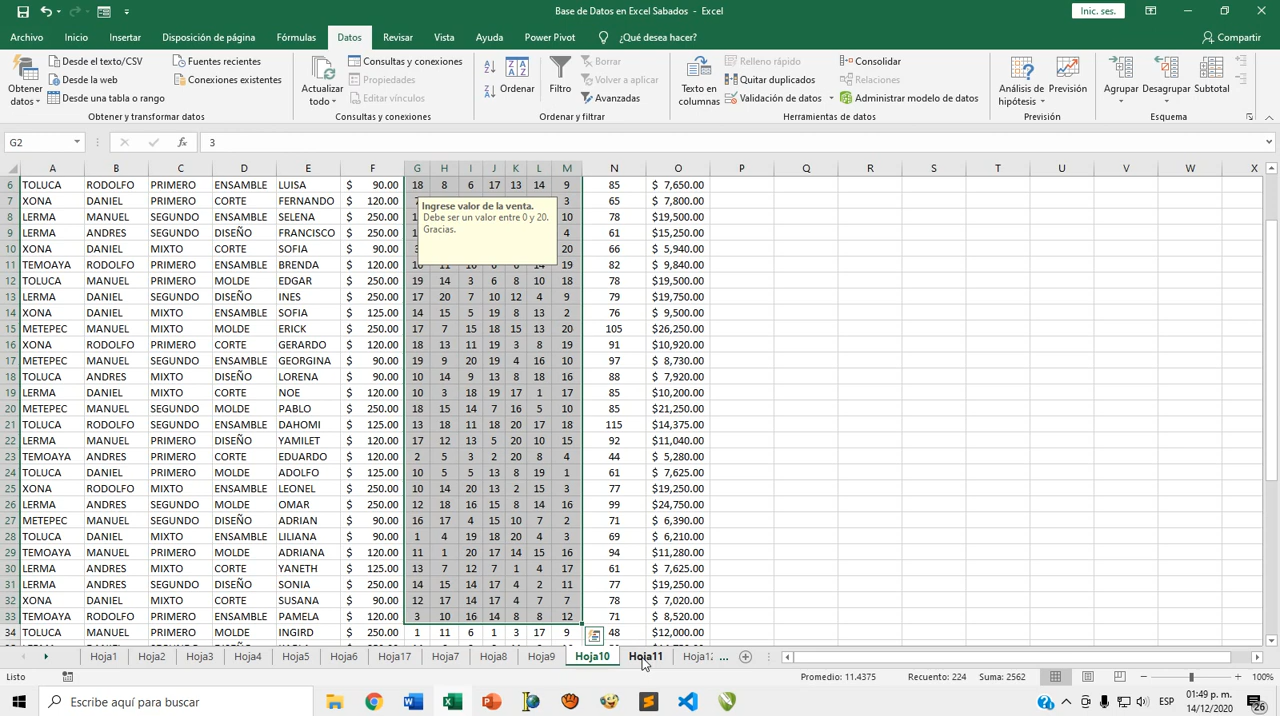 Base de Datos en Excel Sabados - Excel
Inic. ses.
Archivo Inicio Insertar Disposición de página Fórmulas Datos Revisar Vista Ayuda Power Pivot ¿Qué desea hacer? Compartir
Obtener datos
Desde el texto/CSV
Desde la web
Desde una tabla o rango
Fuentes recientes
Conexiones existentes
Obtener y transformar datos
Actualizar todo
Consultas y conexiones
Propiedades
Editar vínculos
Consultas y conexiones
Ordenar
Filtro
Borrar
Volver a aplicar
Avanzadas
Ordenar y filtrar
Texto en columnas
Relleno rápido
Quitar duplicados
Validación de datos
Consolidar
Relaciones
Administrar modelo de datos
Herramientas de datos
Análisis de hipótesis
Previsión
Previsión
Agrupar
Desagrupar
Subtotal
Esquema
G2 fx 3
A B C D E F G H I J K L M N O P Q R S T U V W X
6 TOLUCA RODOLFO PRIMERO ENSAMBLE LUISA $ 90.00 18 8 6 17 13 14 9 85 $ 7,650.00
7 XONA DANIEL PRIMERO CORTE FERNANDO $ 120.00 3 65 $ 7,800.00
8 LERMA MANUEL SEGUNDO ENSAMBLE SELENA $ 250.00 10 78 $19,500.00
9 LERMA ANDRES SEGUNDO DISEÑO FRANCISCO $ 250.00 4 61 $15,250.00
10 XONA DANIEL MIXTO CORTE SOFIA $ 90.00 20 66 $ 5,940.00
Ingrese valor de la venta.
Debe ser un valor entre 0 y 20.
Gracias.
11 TEMOAYA RODOLFO PRIMERO ENSAMBLE BRENDA $ 120.00 19 82 $ 9,840.00
12 TOLUCA MANUEL PRIMERO MOLDE EDGAR $ 250.00 19 14 3 6 8 10 18 78 $19,500.00
13 LERMA DANIEL SEGUNDO DISEÑO INES $ 250.00 17 20 7 10 12 4 9 79 $19,750.00
14 XONA DANIEL MIXTO ENSAMBLE SOFIA $ 125.00 14 15 5 19 8 13 2 76 $ 9,500.00
15 METEPEC MANUEL MIXTO MOLDE ERICK $ 250.00 17 7 15 18 15 13 20 105 $26,250.00
16 XONA RODOLFO PRIMERO CORTE GERARDO $ 120.00 18 13 11 19 3 8 19 91 $10,920.00
17 METEPEC MANUEL SEGUNDO ENSAMBLE GEORGINA $ 90.00 19 9 20 19 4 16 10 97 $ 8,730.00
18 TOLUCA ANDRES MIXTO DISEÑO LORENA $ 90.00 10 14 9 13 8 18 16 88 $ 7,920.00
19 LERMA DANIEL MIXTO CORTE NOE $ 120.00 10 3 18 19 17 1 17 85 $10,200.00
20 METEPEC MANUEL SEGUNDO MOLDE PABLO $ 250.00 18 15 14 7 16 5 10 85 $21,250.00
21 TOLUCA RODOLFO SEGUNDO ENSAMBLE DAHOMI $ 125.00 13 18 11 18 20 17 18 115 $14,375.00
22 LERMA MANUEL PRIMERO DISEÑO YAMILET $ 120.00 17 12 13 5 20 10 15 92 $11,040.00
23 TEMOAYA ANDRES PRIMERO CORTE EDUARDO $ 120.00 2 5 3 2 20 8 4 44 $ 5,280.00
24 TOLUCA DANIEL PRIMERO MOLDE ADOLFO $ 125.00 10 5 5 13 8 19 1 61 $ 7,625.00
25 XONA RODOLFO MIXTO ENSAMBLE LEONEL $ 250.00 10 14 20 13 2 15 3 77 $19,250.00
26 LERMA ANDRES SEGUNDO MOLDE OMAR $ 250.00 12 18 16 15 8 14 16 99 $24,750.00
27 METEPEC MANUEL SEGUNDO DISEÑO ADRIAN $ 90.00 16 17 4 15 10 7 2 71 $ 6,390.00
28 TOLUCA DANIEL MIXTO ENSAMBLE LILIANA $ 90.00 1 4 19 18 20 4 3 69 $ 6,210.00
29 TEMOAYA MANUEL PRIMERO MOLDE ADRIANA $ 120.00 11 1 20 17 14 15 16 94 $11,280.00
30 LERMA ANDRES MIXTO CORTE YANETH $ 125.00 13 7 12 7 1 4 17 61 $ 7,625.00
31 LERMA ANDRES SEGUNDO DISEÑO SONIA $ 250.00 14 15 14 17 4 2 11 77 $19,250.00
32 XONA DANIEL MIXTO CORTE SUSANA $ 90.00 12 17 14 17 4 7 7 78 $ 7,020.00
33 TEMOAYA RODOLFO PRIMERO ENSAMBLE PAMELA $ 120.00 3 10 16 14 8 8 12 71 $ 8,520.00
34 TOLUCA MANUEL PRIMERO MOLDE INGIRD $ 250.00 1 11 6 1 3 17 9 48 $12,000.00
Hoja1 Hoja2 Hoja3 Hoja4 Hoja5 Hoja6 Hoja17 Hoja7 Hoja8 Hoja9 Hoja10 Hoja11 Hoja12 ...
Listo Promedio: 11.4375 Recuento: 224 Suma: 2562 100%
Escribe aquí para buscar
ESP
01:49 p. m.
14/12/2020
26